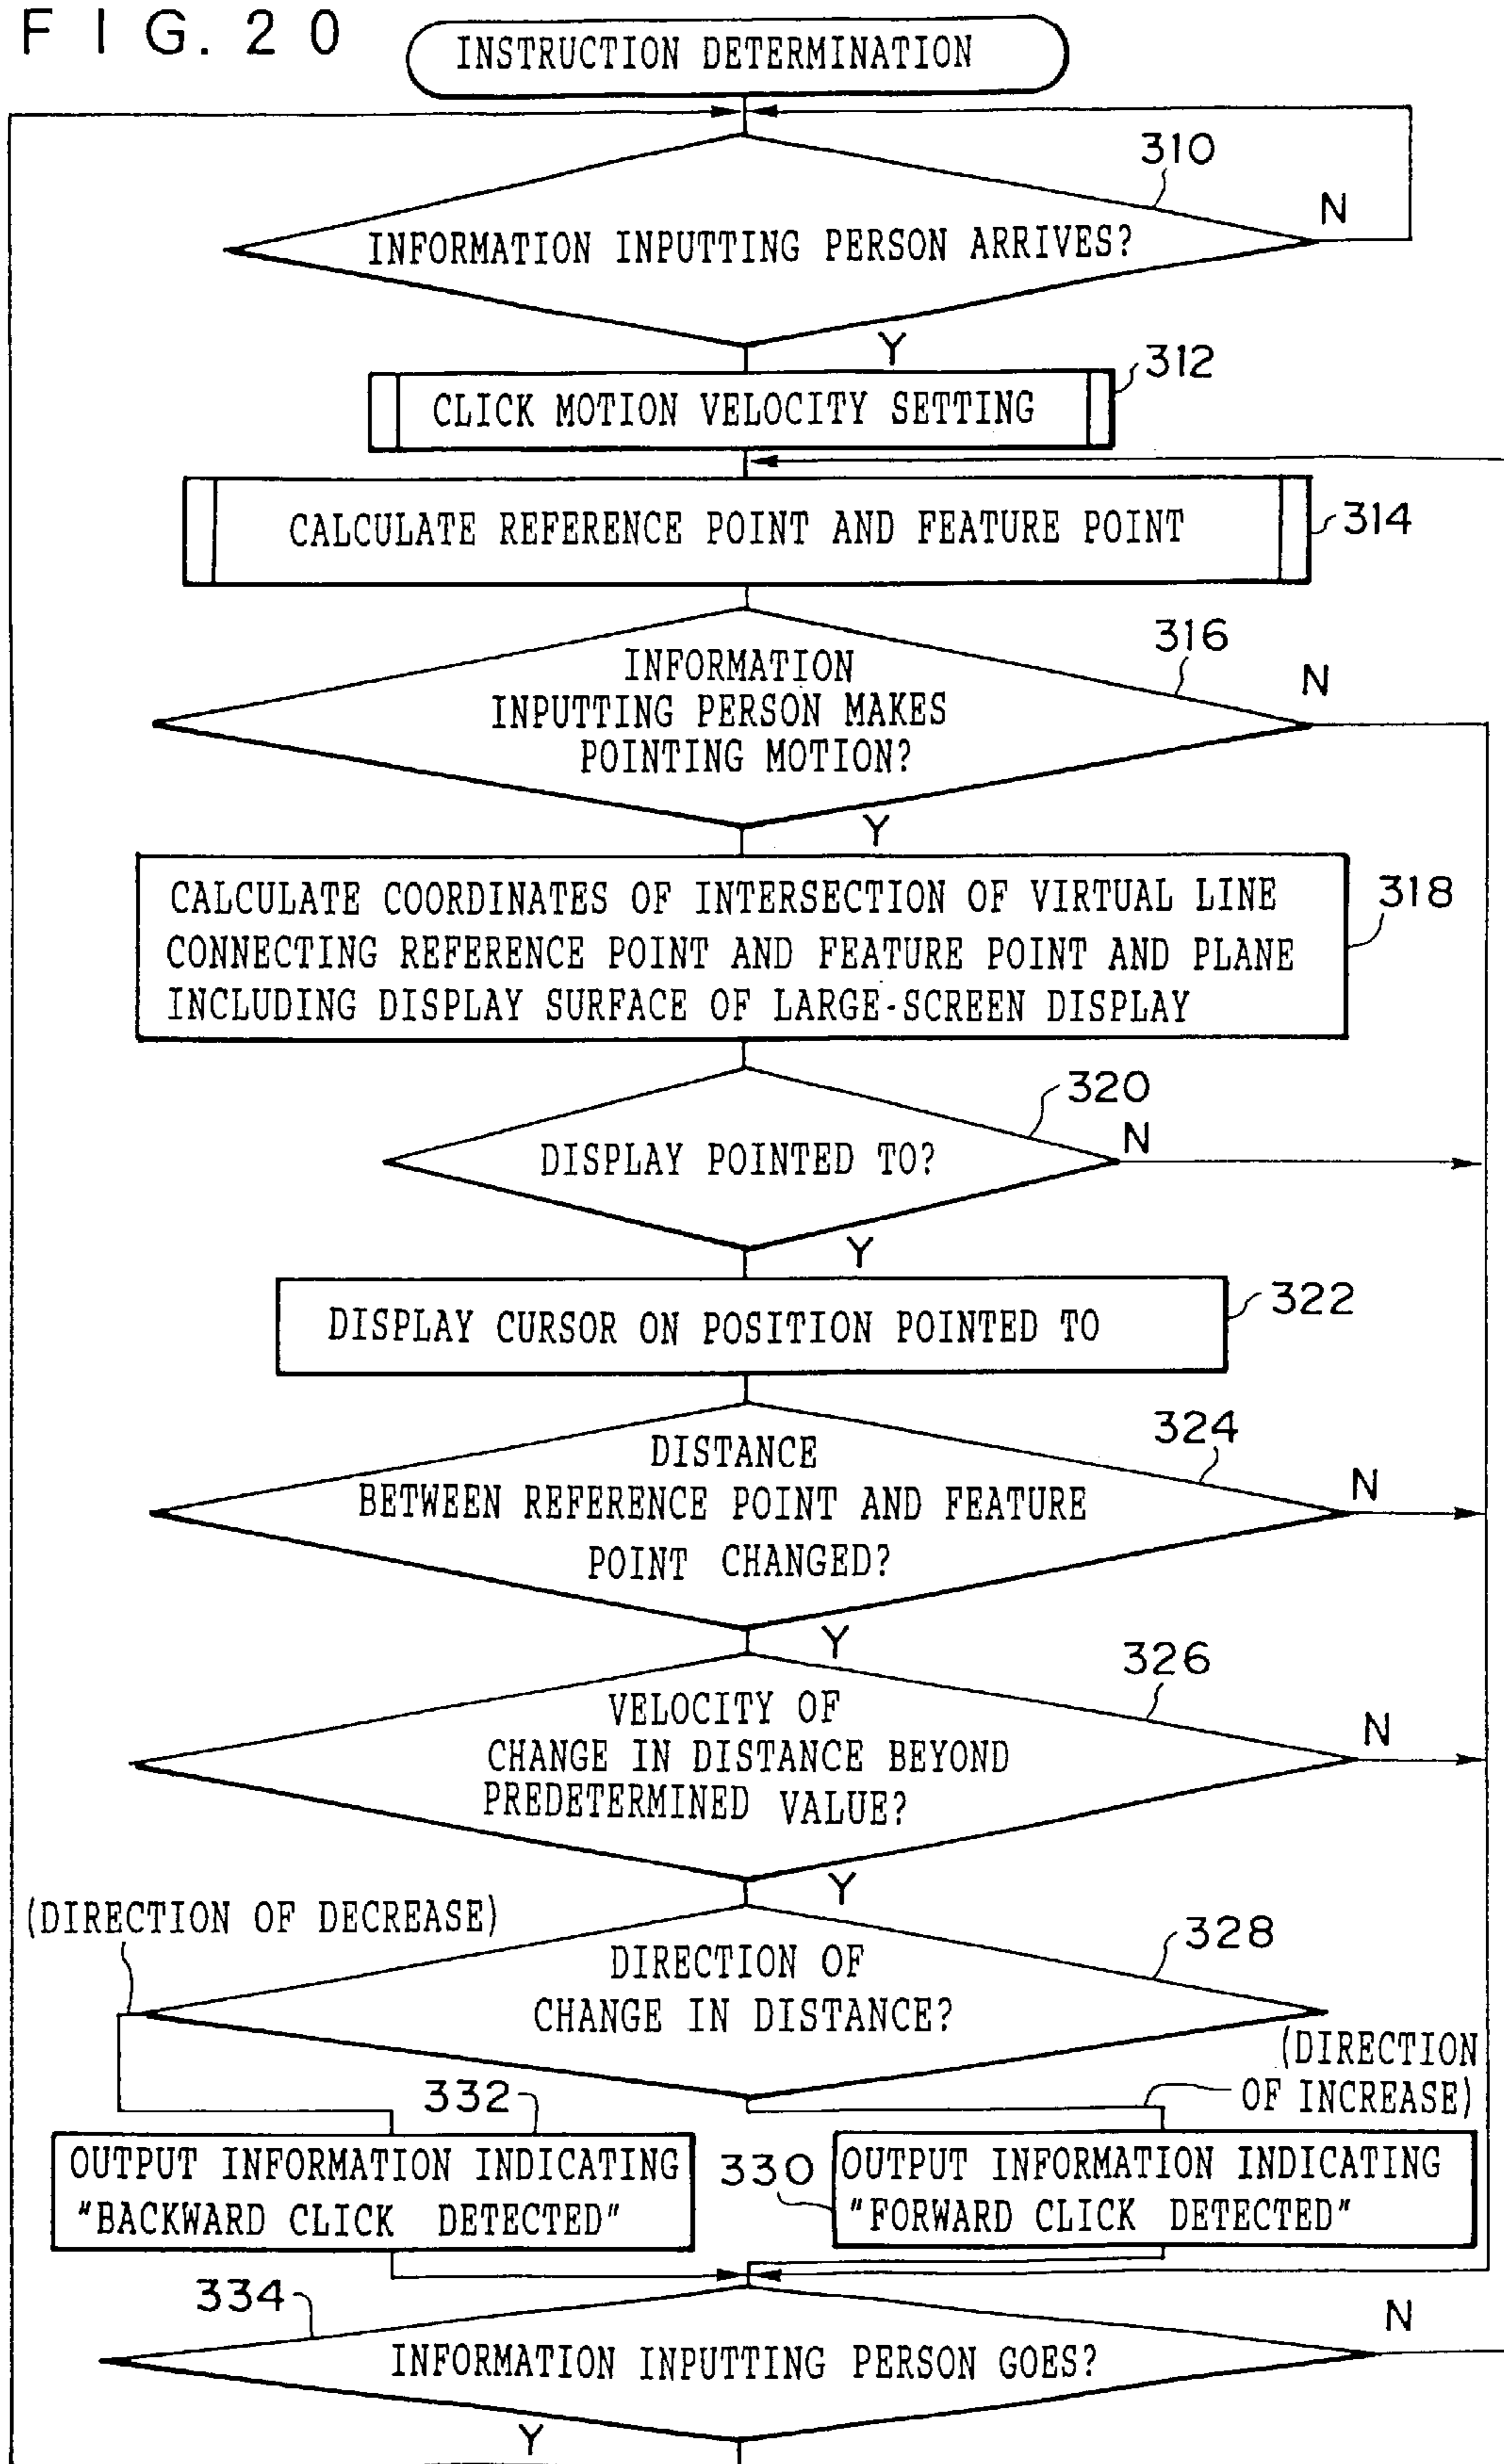 FIG. 20
INSTRUCTION DETERMINATION
310
N
INFORMATION INPUTTING PERSON ARRIVES?
Y
312
CLICK MOTION VELOCITY SETTING
CALCULATE REFERENCE POINT AND FEATURE POINT
314
316
N
INFORMATION
INPUTTING PERSON MAKES
POINTING MOTION?
Y
CALCULATE COORDINATES OF INTERSECTION OF VIRTUAL LINE
CONNECTING REFERENCE POINT AND FEATURE POINT AND PLANE
INCLUDING DISPLAY SURFACE OF LARGE-SCREEN DISPLAY
318
320
N
DISPLAY POINTED TO?
Y
DISPLAY CURSOR ON POSITION POINTED TO
322
324
N
DISTANCE
BETWEEN REFERENCE POINT AND FEATURE
POINT CHANGED?
Y
326
N
VELOCITY OF
CHANGE IN DISTANCE BEYOND
PREDETERMINED VALUE?
Y
(DIRECTION OF DECREASE)
328
DIRECTION OF
CHANGE IN DISTANCE?
(DIRECTION
OF INCREASE)
332
OUTPUT INFORMATION INDICATING
"BACKWARD CLICK DETECTED"
330
OUTPUT INFORMATION INDICATING
"FORWARD CLICK DETECTED"
334
N
INFORMATION INPUTTING PERSON GOES?
Y